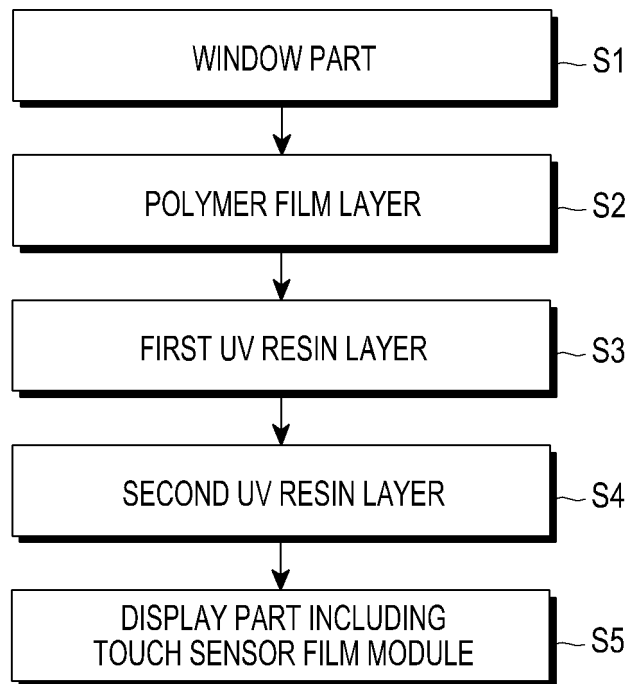 WINDOW PART
S1
POLYMER FILM LAYER
S2
FIRST UV RESIN LAYER
S3
SECOND UV RESIN LAYER
S4
DISPLAY PART INCLUDING
TOUCH SENSOR FILM MODULE
S5